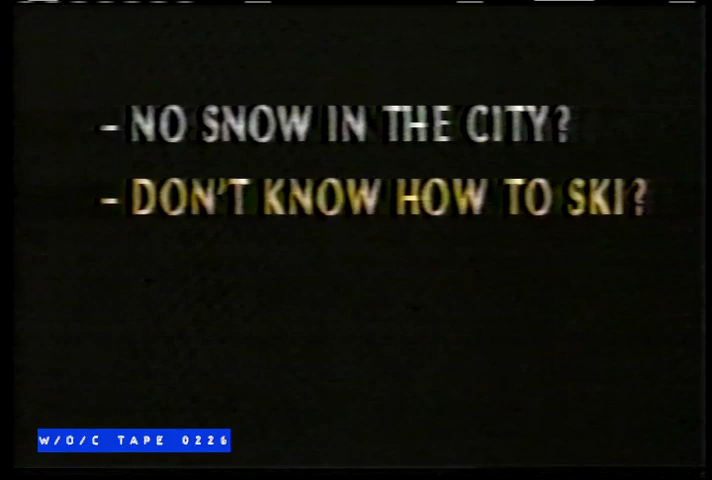 - NO SNOW IN THE CITY?
- DON'T KNOW HOW TO SKI?
W/O/C TAPE 0226